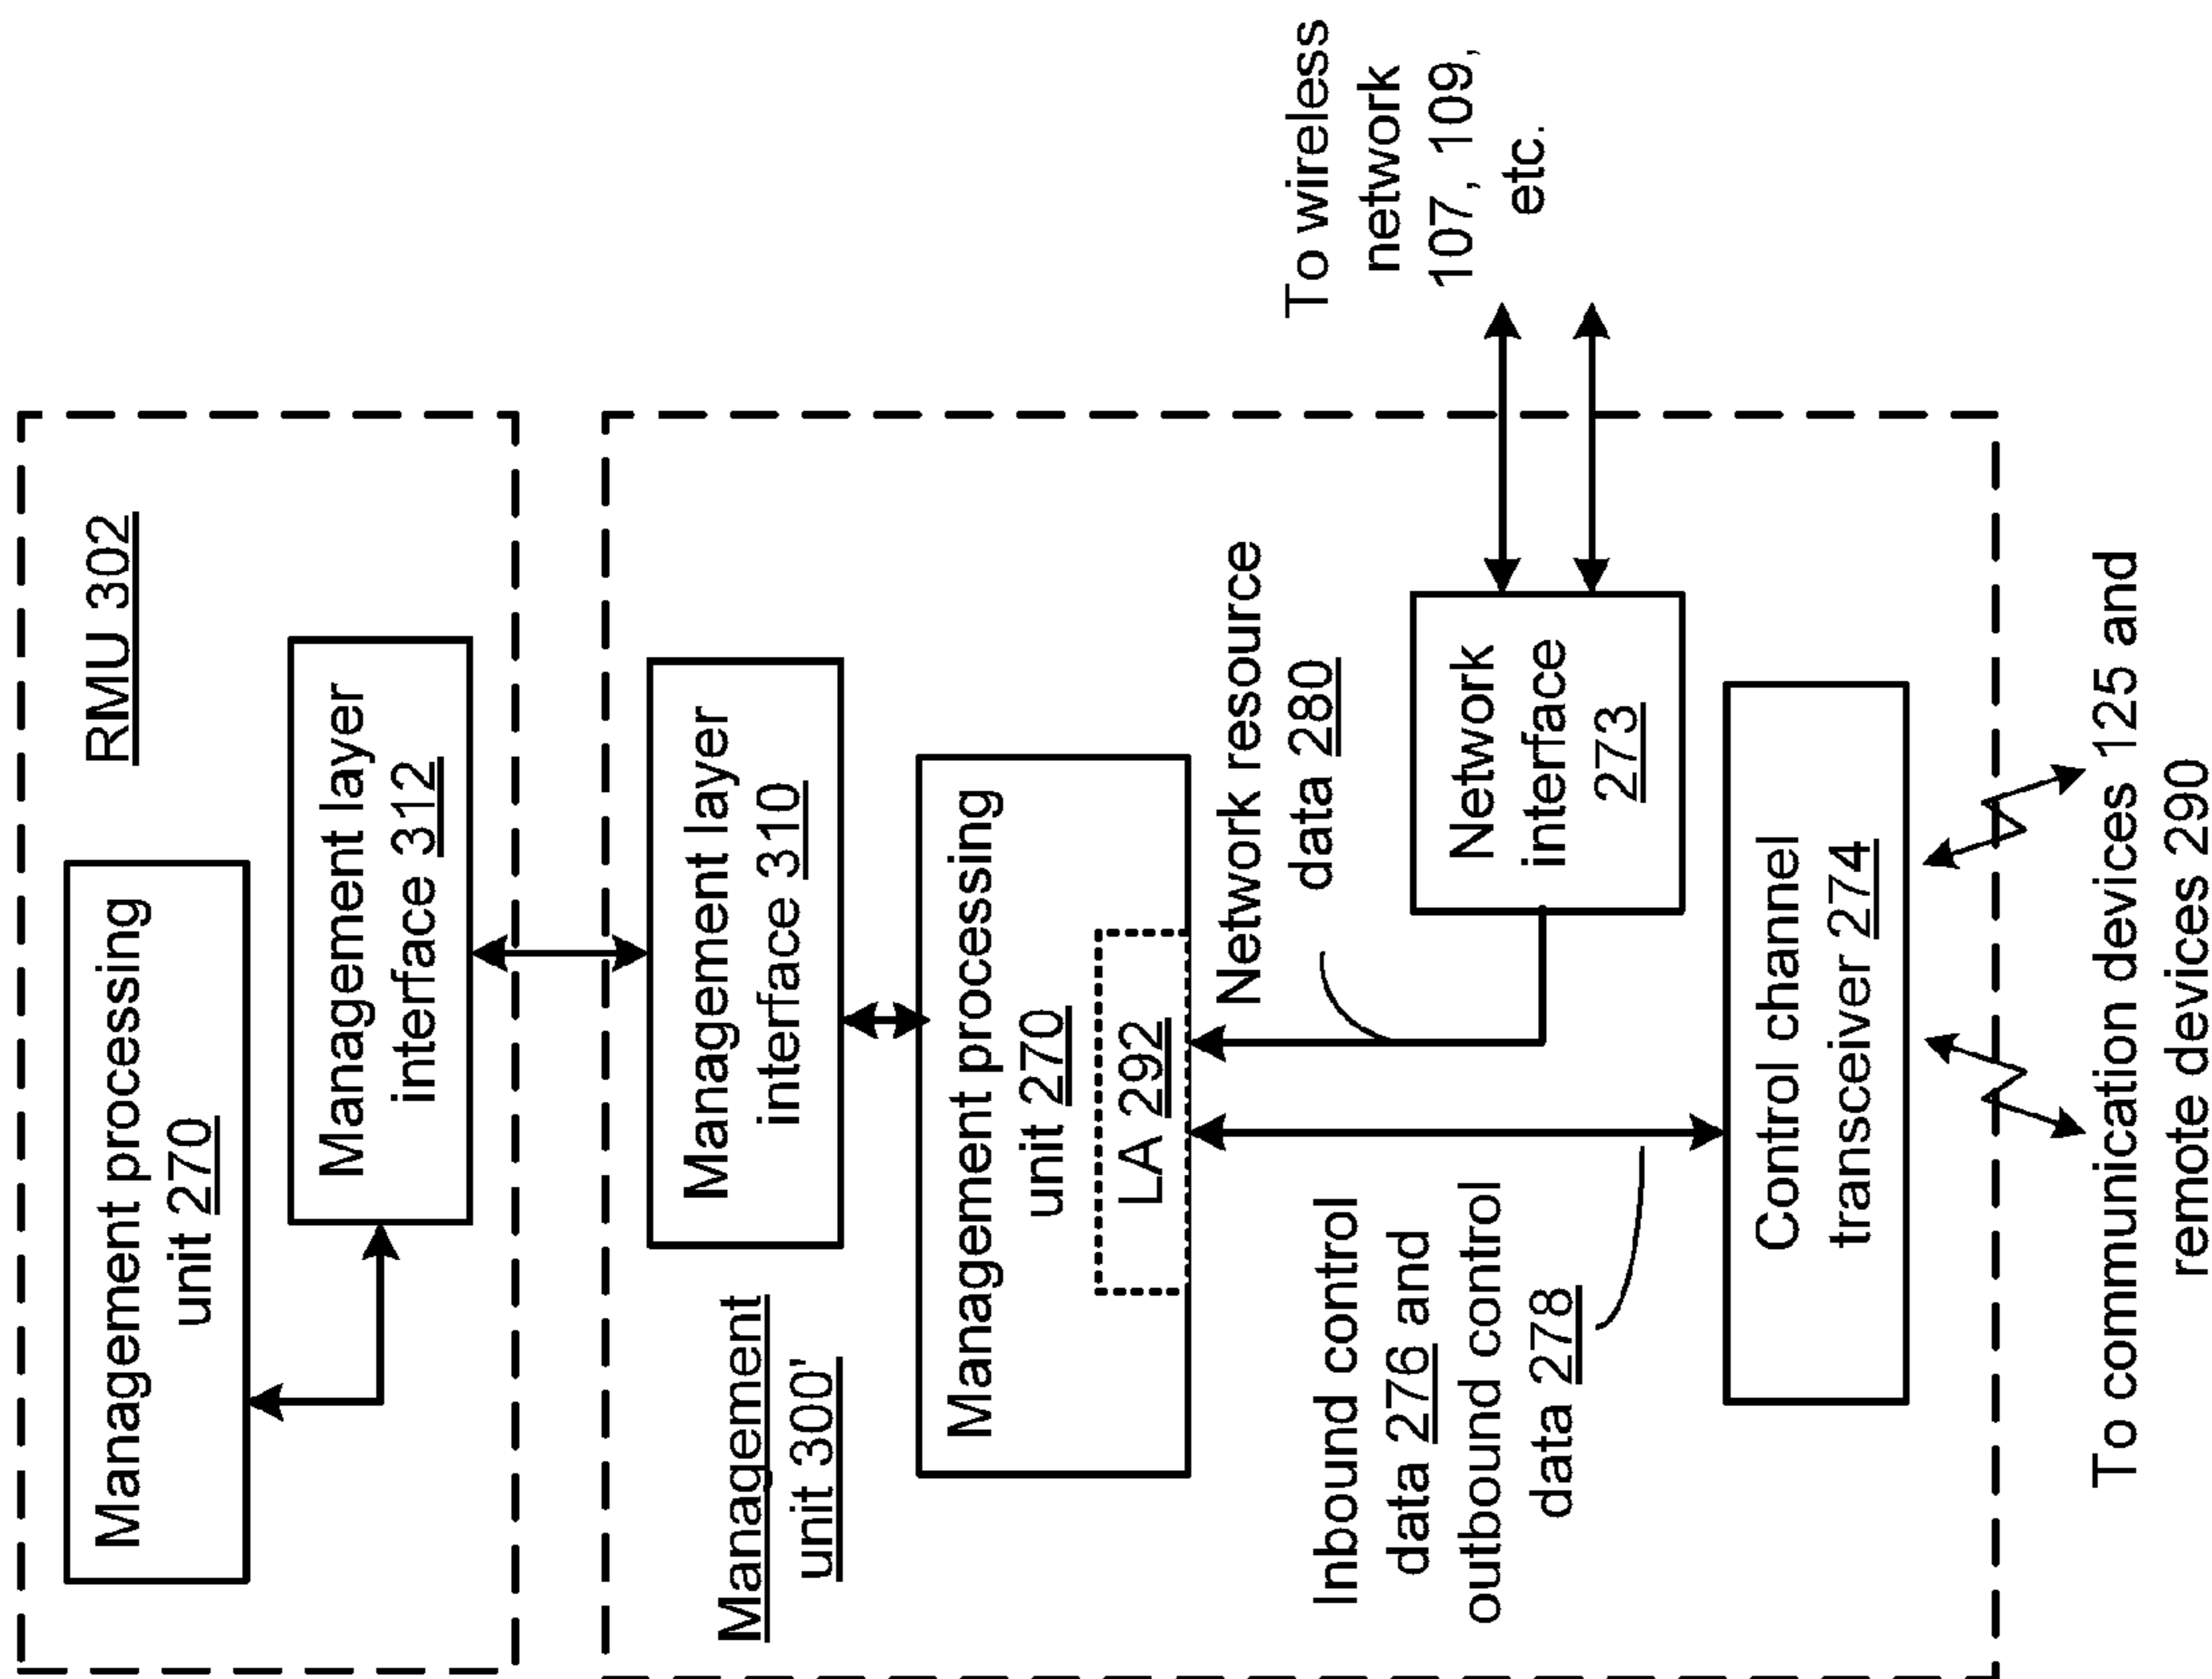 RMU 302
Management processing
unit 270
Management layer
interface 312
Management layer
interface 310
Management
unit 300'
Management processing
unit 270
LA 292
Network resource
data 280
To wireless
network
107, 109,
etc.
Network
interface
273
Inbound control
data 276 and
outbound control
data 278
Control channel
transceiver 274
To communication devices 125 and
remote devices 290